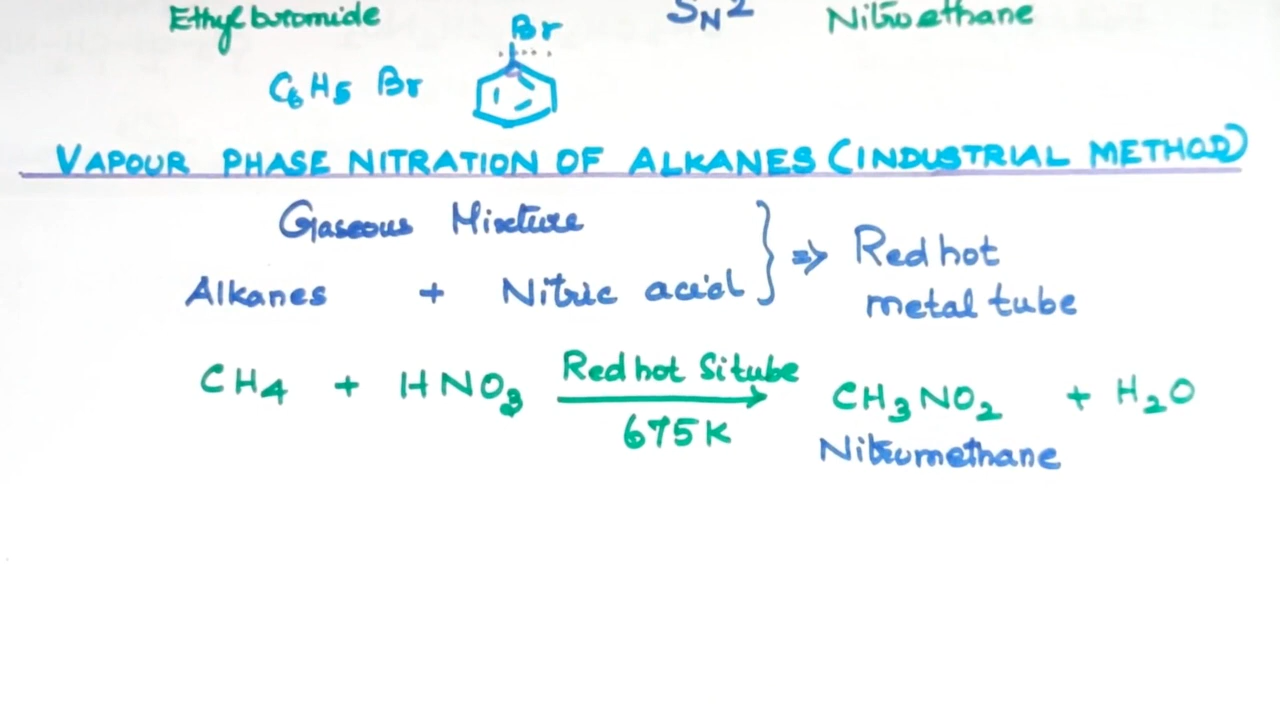 Ethyl bromide SN2 Nitroethane
Br
C6H5 Br
VAPOUR PHASE NITRATION OF ALKANES (INDUSTRIAL METHOD)
Gaseous Mixture
Alkanes + Nitric acid } ⇒ Red hot
metal tube
CH4 + HNO3 Red hot Si tube CH3NO2 + H2O
675K
Nitromethane